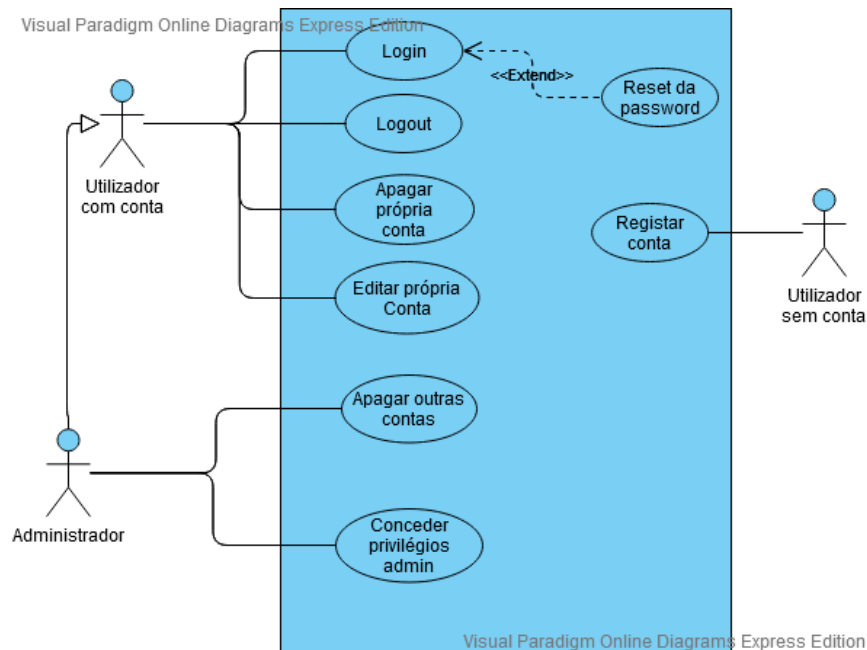 Visual Paradigm Online Diagrams Express Edition
Login
<<Extend>>
Reset da
password
Logout
Utilizador
com conta
Apagar
própria
conta
Registar
conta
Editar própria
Conta
Utilizador
sem conta
Apagar outras
contas
Administrador
Conceder
privilégios
admin
Visual Paradigm Online Diagrams Express Edition